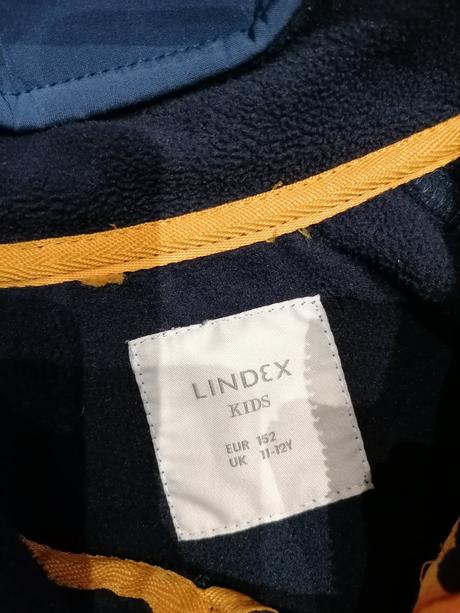 LINDEX
KIDS
EUR 152
UK 11-12Y